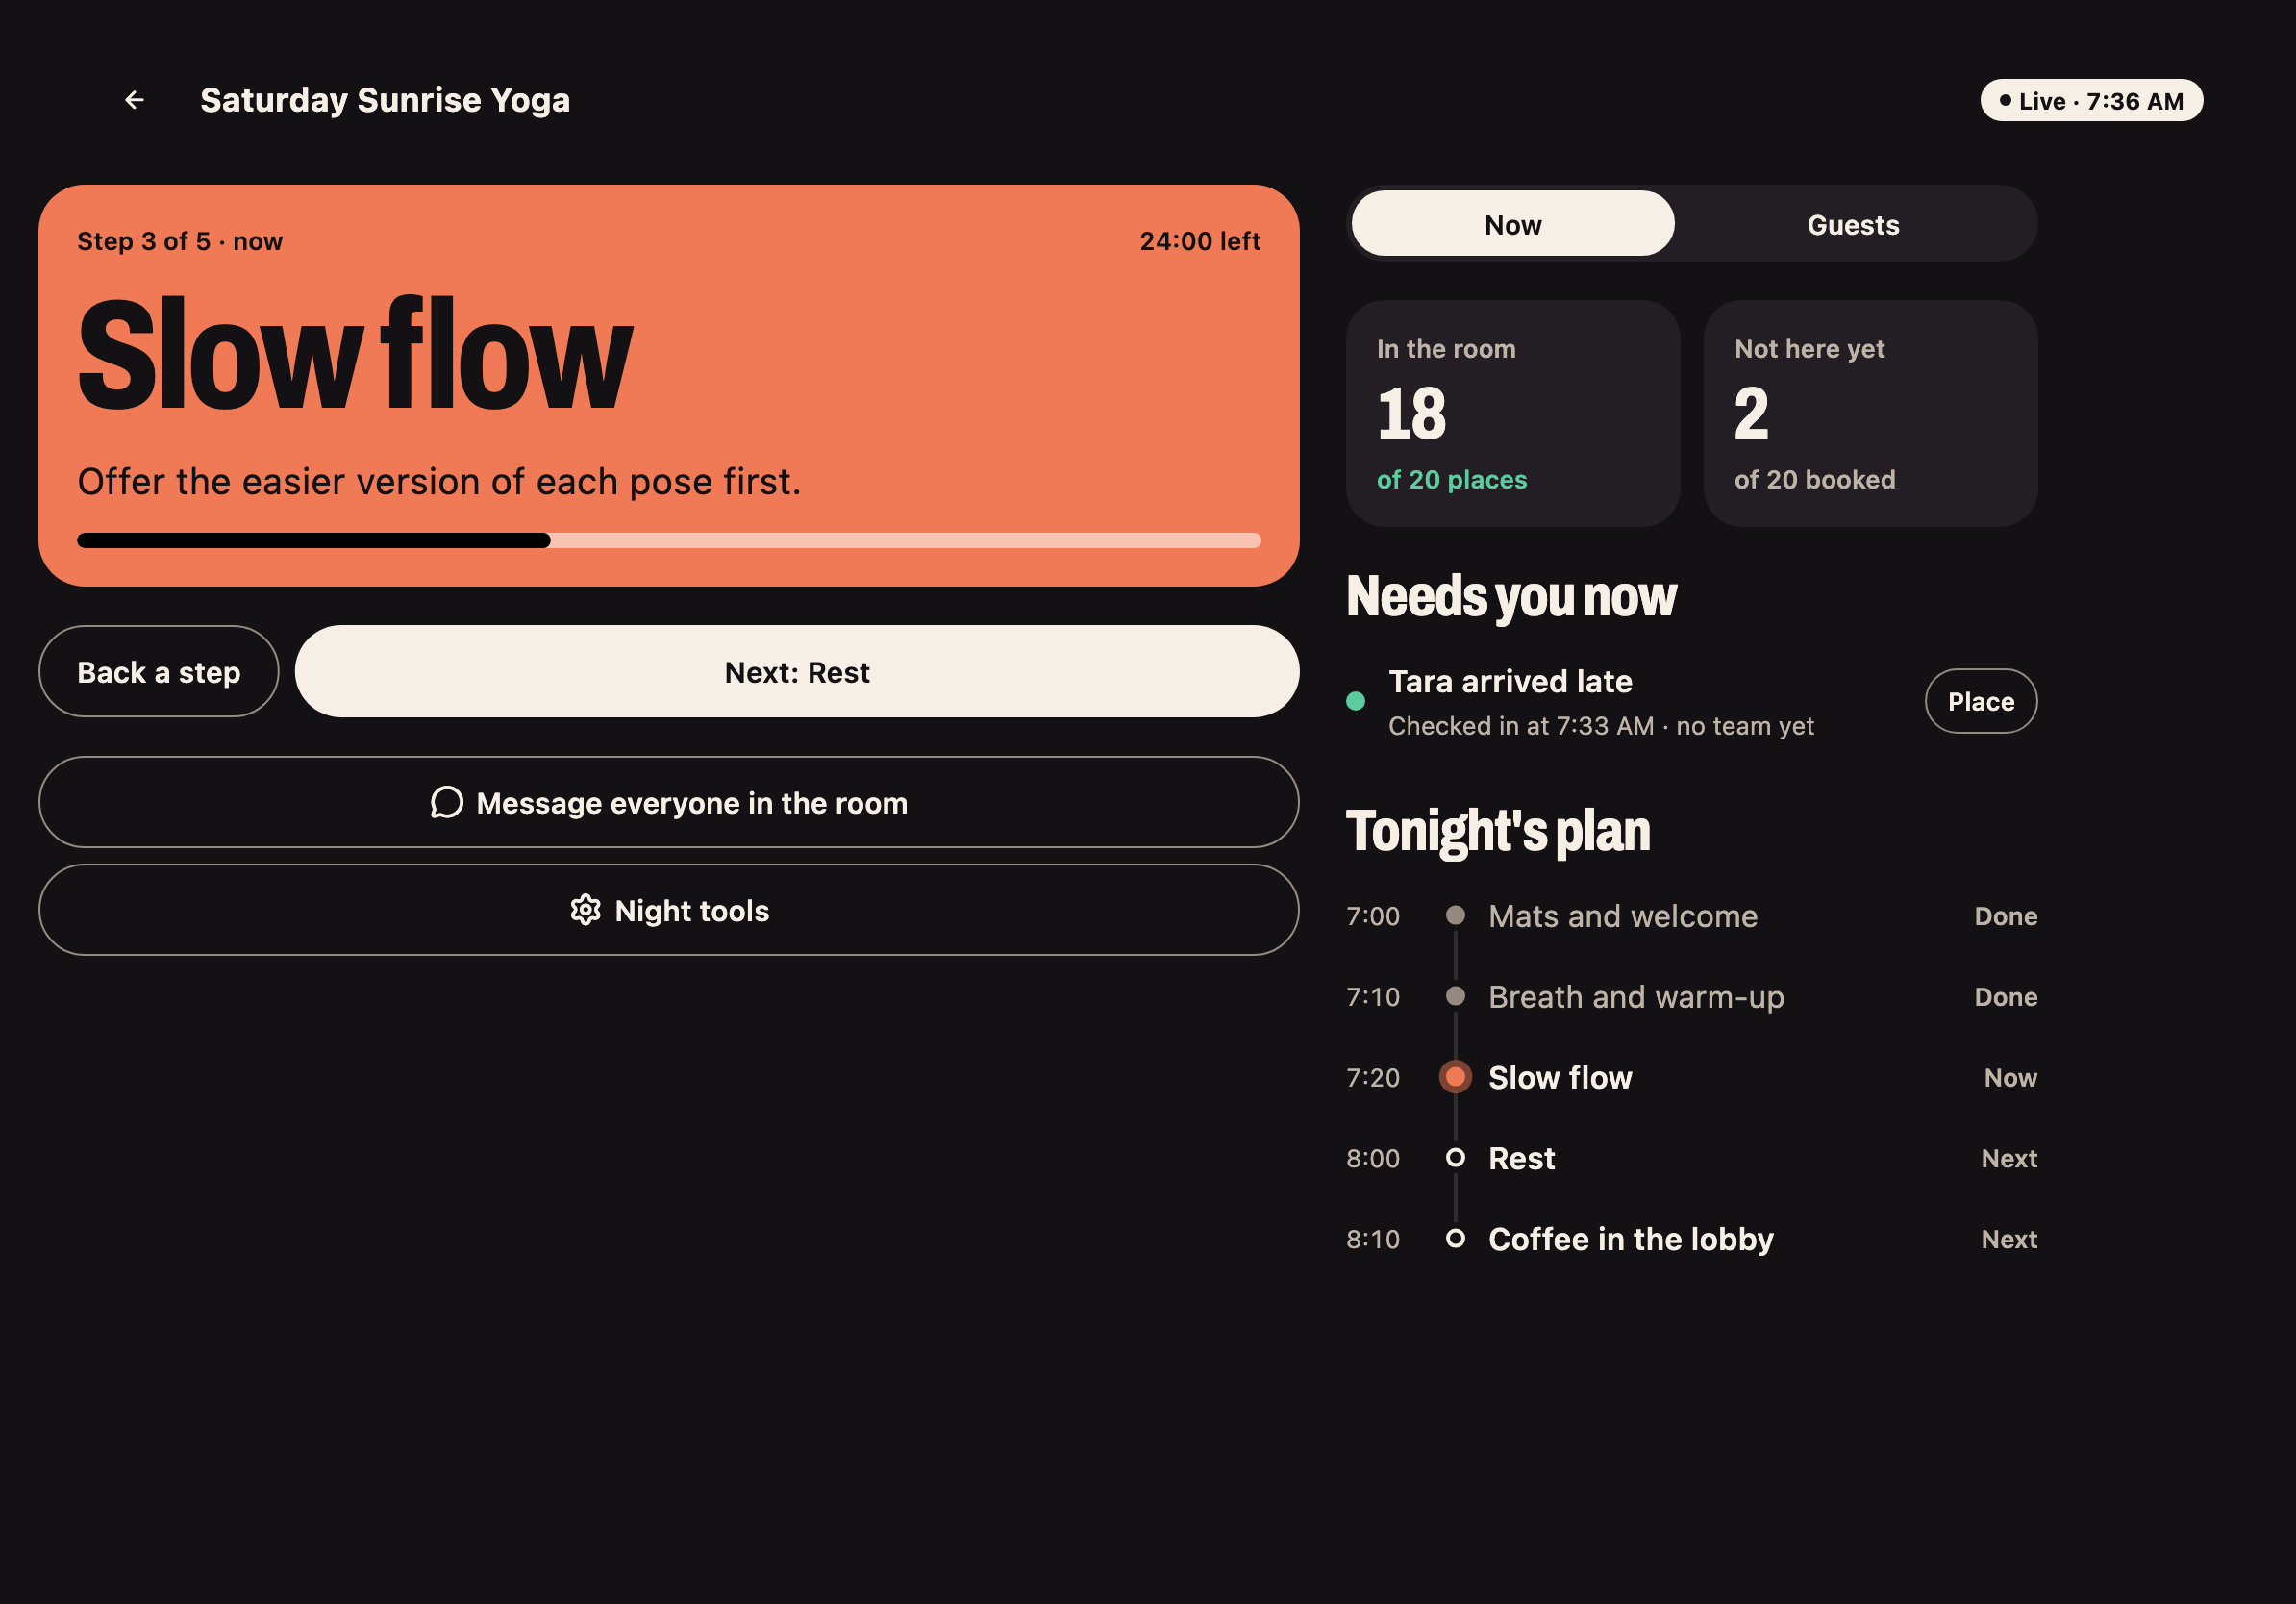 Saturday Sunrise Yoga
Live · 7:36 AM
Step 3 of 5 · now
24:00 left
Slow flow
Offer the easier version of each pose first.
Back a step
Next: Rest
Message everyone in the room
Night tools
Now
Guests
In the room
18
of 20 places
Not here yet
2
of 20 booked
Needs you now
Tara arrived late
Checked in at 7:33 AM · no team yet
Place
Tonight's plan
7:00 Mats and welcome Done
7:10 Breath and warm-up Done
7:20 Slow flow Now
8:00 Rest Next
8:10 Coffee in the lobby Next